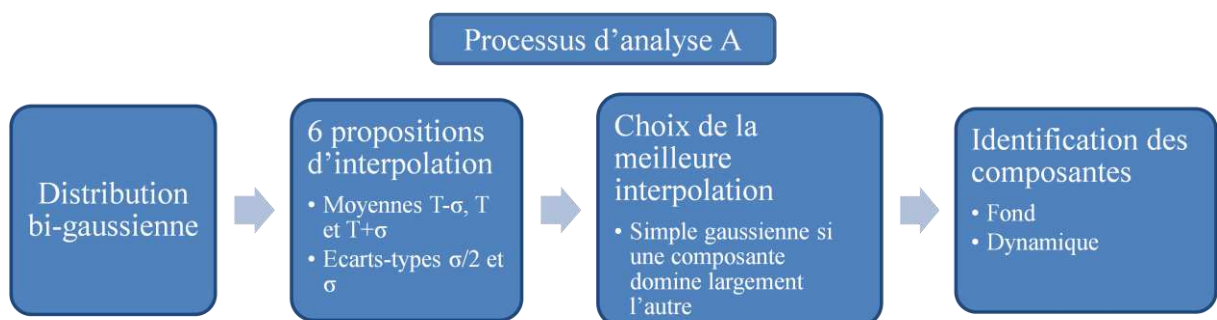 Processus d'analyse A
Distribution
bi-gaussienne
6 propositions
d'interpolation
• Moyennes T-σ, T
et T+σ
• Ecarts-types σ/2 et
σ
Choix de la
meilleure
interpolation
• Simple gaussienne si
une composante
domine largement
l'autre
Identification des
composantes
• Fond
• Dynamique